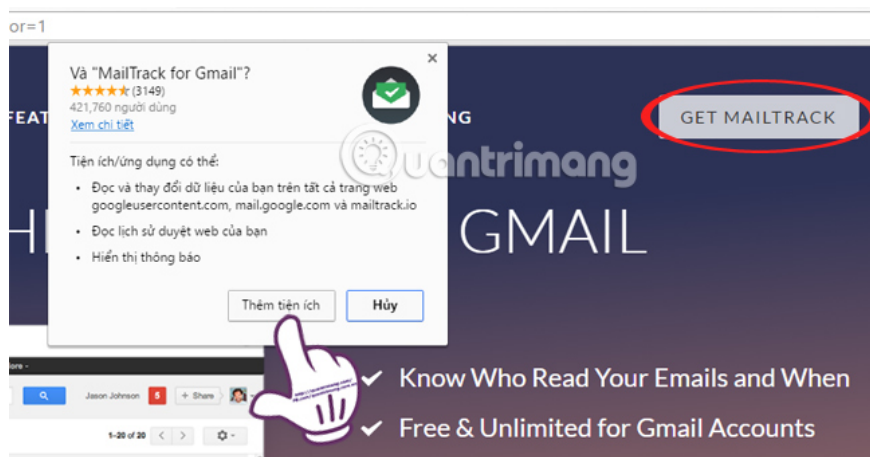 or=1
Và "MailTrack for Gmail"?
(3149)
421,760 người dùng
Xem chi tiết
FEAT
NG
GET MAILTRACK
Tiện ích/ứng dụng có thể:
Quantrimang
• Đọc và thay đổi dữ liệu của bạn trên tất cả trang web
googleusercontent.com, mail.google.com và mailtrack.io
• Đọc lịch sử duyệt web của bạn
• Hiển thị thông báo
GMAIL
Thêm tiện ích
Hủy
Know Who Read Your Emails and When
Jason Johnson 5 + Share
Free & Unlimited for Gmail Accounts
1–20 of 20